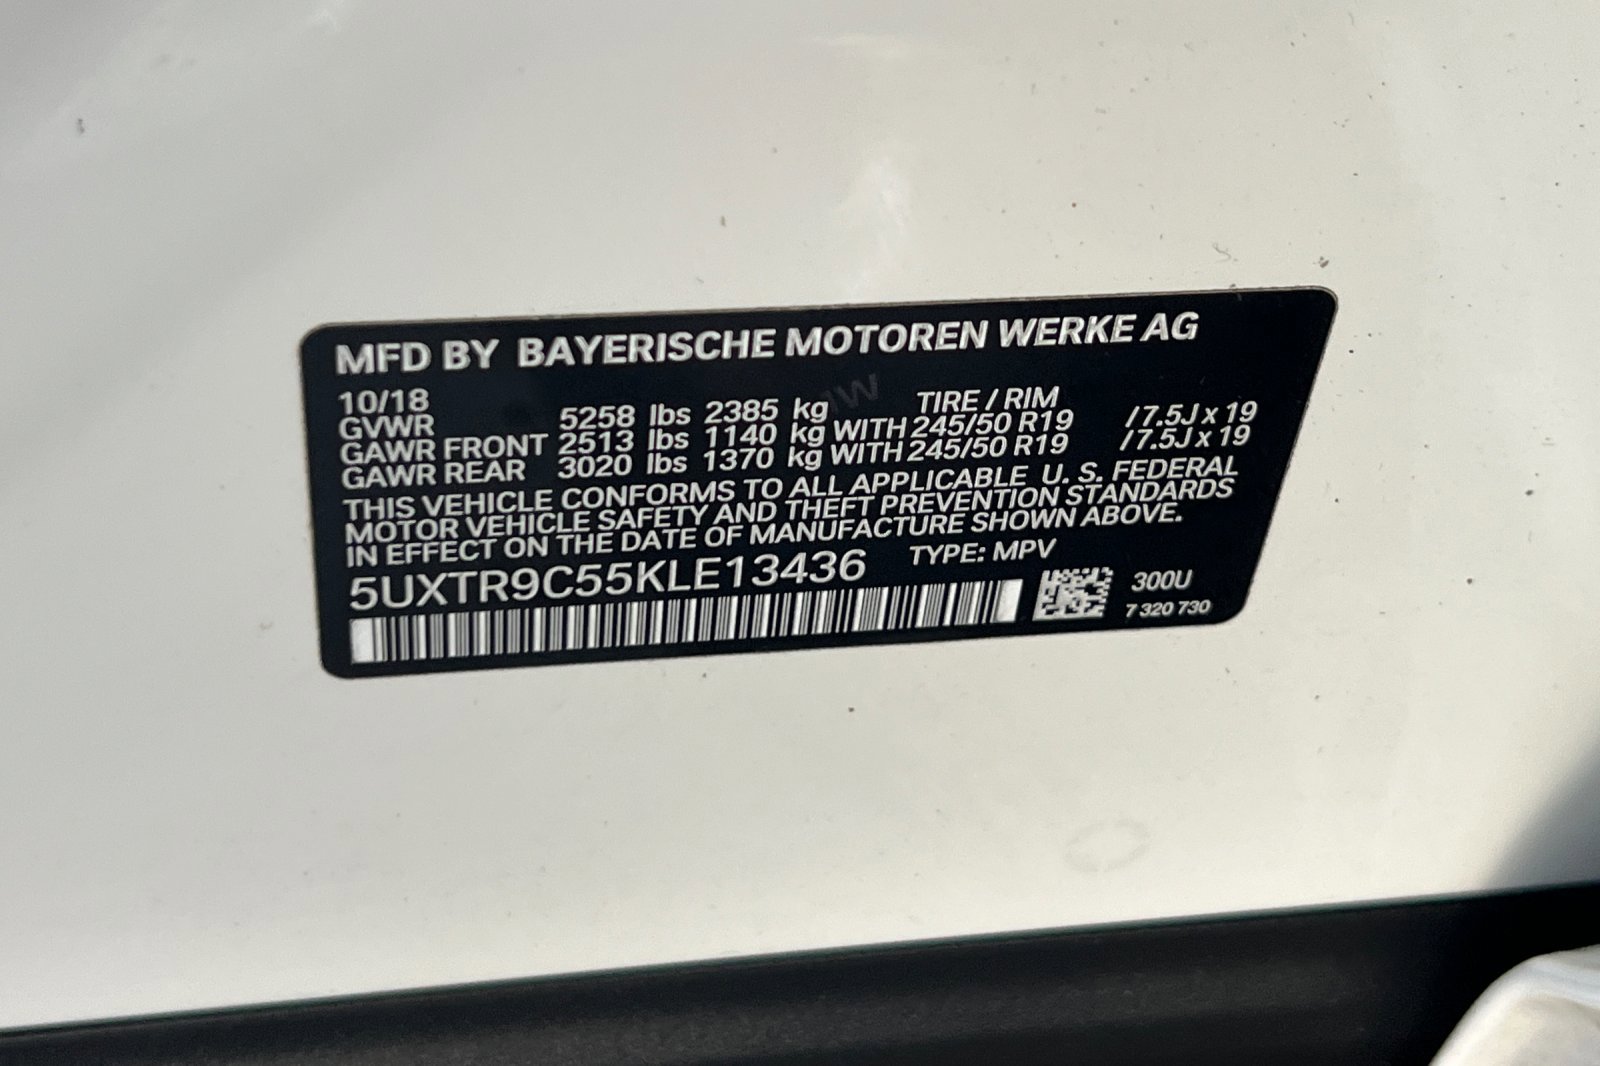 MFD BY BAYERISCHE MOTOREN WERKE AG
10/18 TIRE / RIM
GVWR 5258 lbs 2385 kg
GAWR FRONT 2513 lbs 1140 kg WITH 245/50 R19 /7.5J x 19
GAWR REAR 3020 lbs 1370 kg WITH 245/50 R19 /7.5J x 19
THIS VEHICLE CONFORMS TO ALL APPLICABLE U. S. FEDERAL
MOTOR VEHICLE SAFETY AND THEFT PREVENTION STANDARDS
IN EFFECT ON THE DATE OF MANUFACTURE SHOWN ABOVE.
5UXTR9C55KLE13436 TYPE: MPV
300U
7 320 730